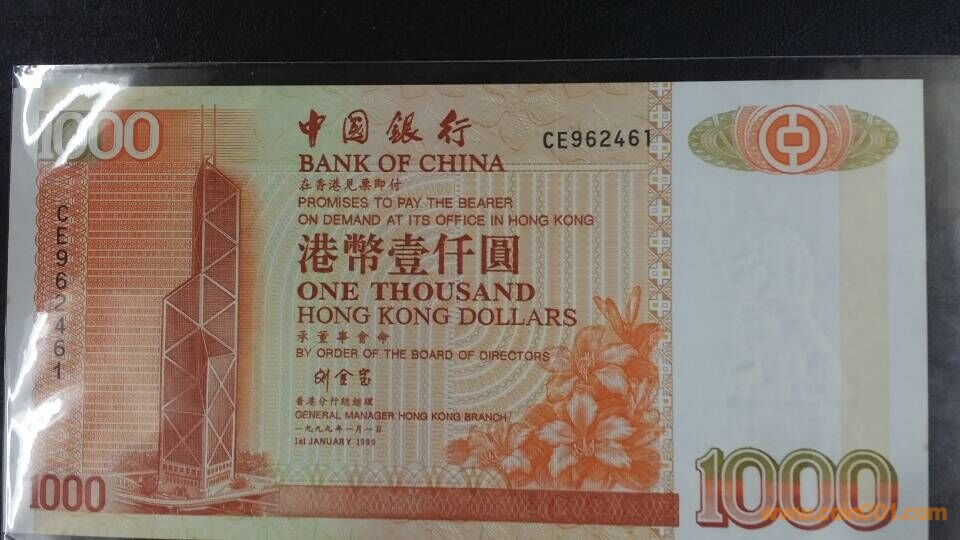 1000
中國銀行
CE962461
BANK OF CHINA
在香港見票即付
PROMISES TO PAY THE BEARER
ON DEMAND AT ITS OFFICE IN HONG KONG
CE962461
港幣壹仟圓
ONE THOUSAND
HONG KONG DOLLARS
承董事會命
BY ORDER OF THE BOARD OF DIRECTORS
香港分行總經理
GENERAL MANAGER HONG KONG BRANCH
一九九九年一月一日
1st JANUARY 1999
1000
1000